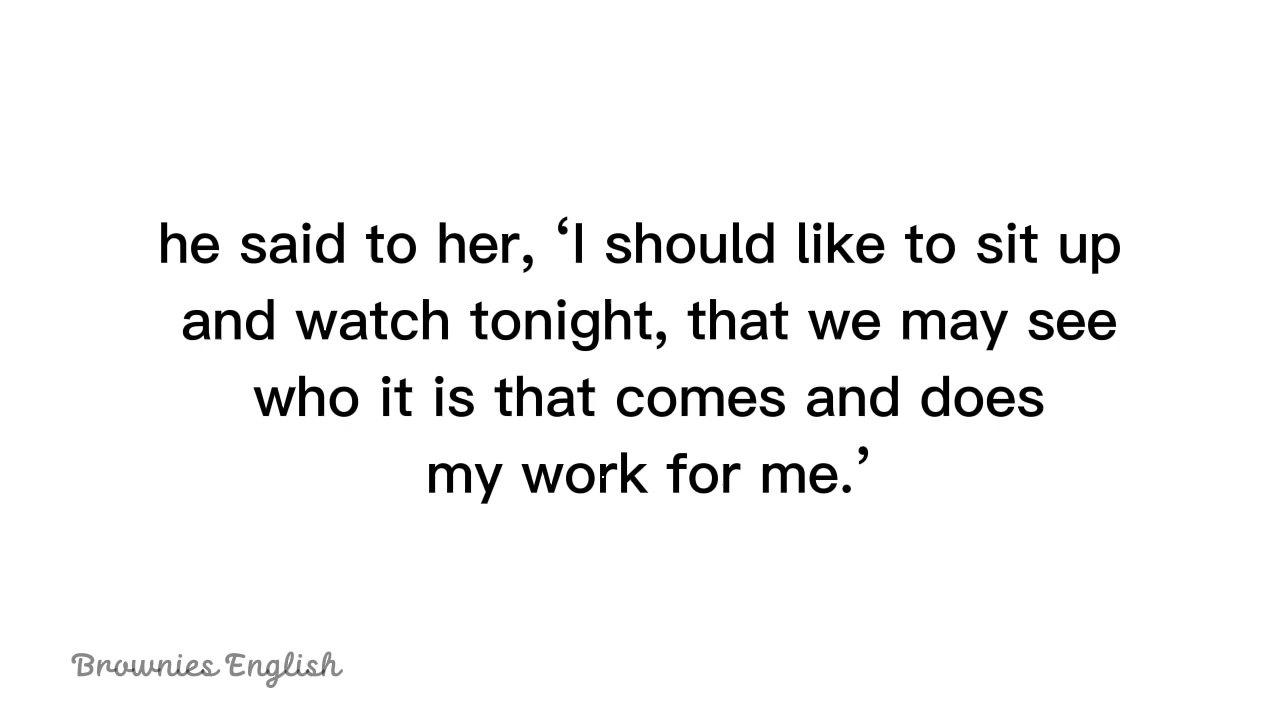 he said to her, ‘I should like to sit up
and watch tonight, that we may see
who it is that comes and does
my work for me.’
Brownies English